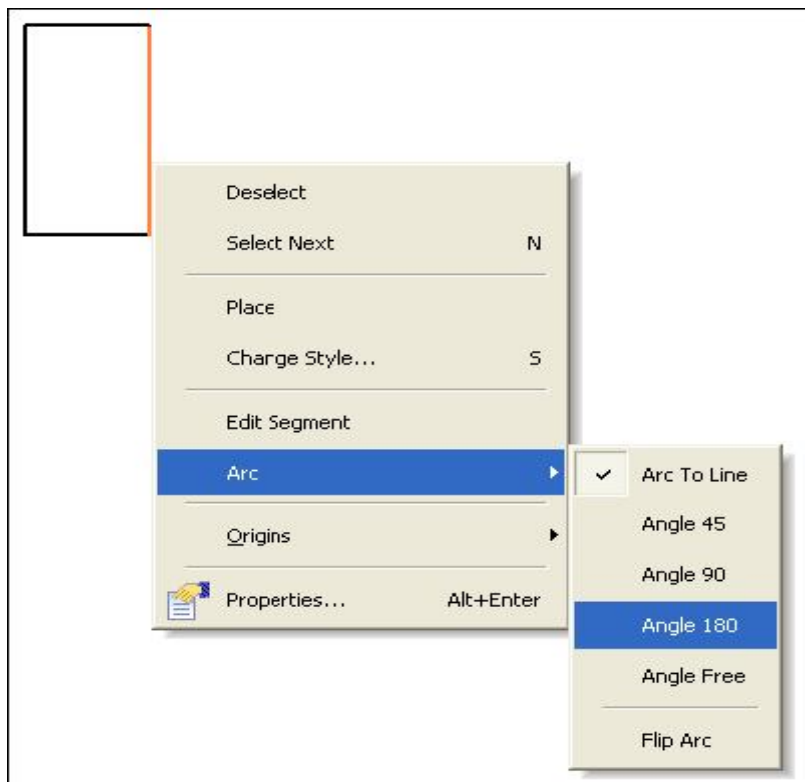 Deselect
Select Next N
Place
Change Style... S
Edit Segment
Arc
Origins
Properties... Alt+Enter
Arc To Line
Angle 45
Angle 90
Angle 180
Angle Free
Flip Arc